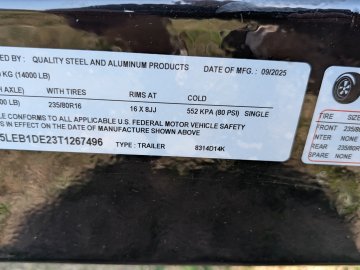 D BY: QUALITY STEEL AND ALUMINUM PRODUCTS DATE OF MFG.: 09/2025
KG (14000 LB)
AXLE) WITH TIRES RIMS AT COLD
00 LB) 235/80R16 16 X 8JJ 552 KPA (80 PSI) SINGLE
LE CONFORMS TO ALL APPLICABLE U.S. FEDERAL MOTOR VEHICLE SAFETY
S IN EFFECT ON THE DATE OF MANUFACTURE SHOWN ABOVE
5LEB1DE23T1267496 TYPE: TRAILER 8314D14K
TIRE SIZE
FRONT 235/8
INNER NONE
REAR 235/80R
SPARE NONE